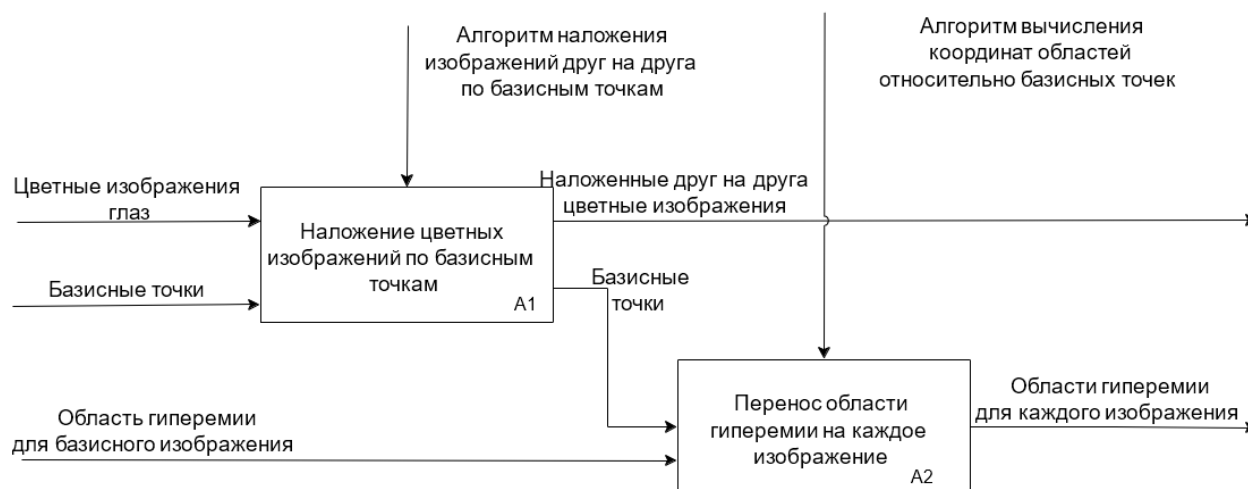 Алгоритм наложения
изображений друг на друга
по базисным точкам
Алгоритм вычисления
координат областей
относительно базисных точек
Цветные изображения
глаз
Наложенные друг на друга
цветные изображения
Наложение цветных
изображений по базисным
точкам
A1
Базисные точки
Базисные
точки
Область гиперемии
для базисного изображения
Перенос области
гиперемии на каждое
изображение
A2
Области гиперемии
для каждого изображения